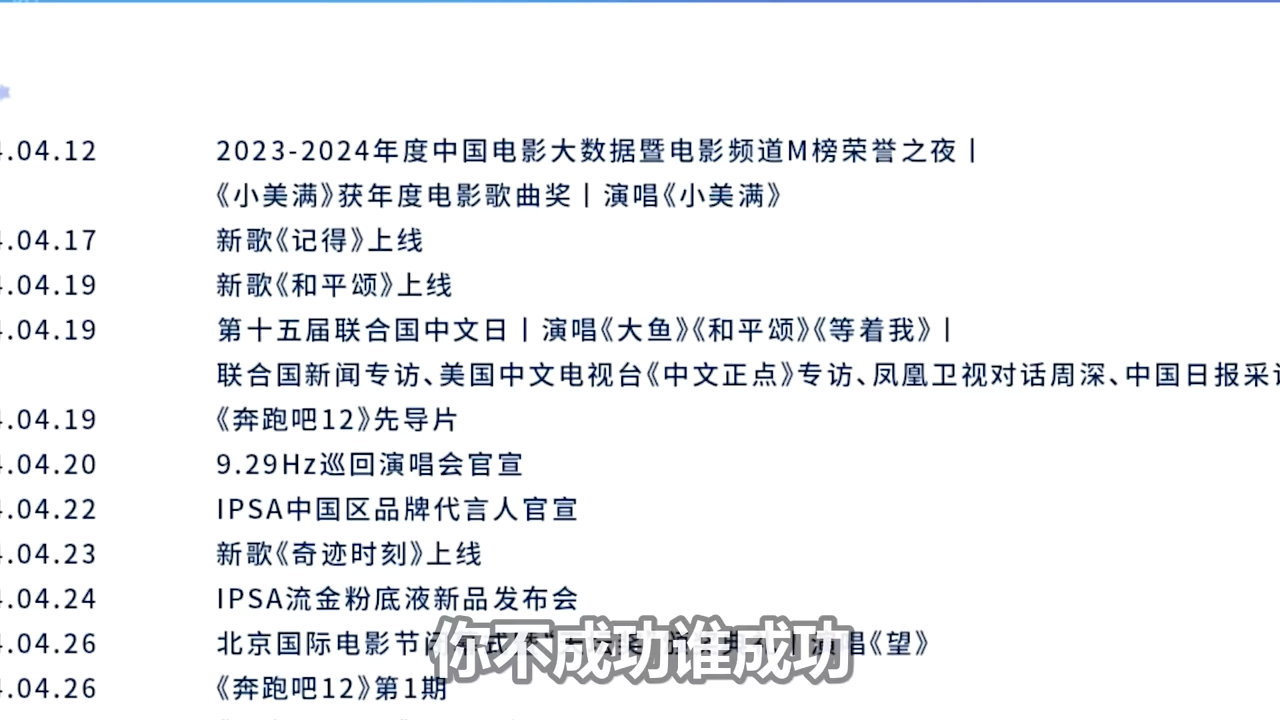 .04.12 2023-2024年度中国电影大数据暨电影频道M榜荣誉之夜丨
《小美满》获年度电影歌曲奖丨演唱《小美满》
.04.17 新歌《记得》上线
.04.19 新歌《和平颂》上线
.04.19 第十五届联合国中文日丨演唱《大鱼》《和平颂》《等着我》丨
联合国新闻专访、美国中文电视台《中文正点》专访、凤凰卫视对话周深、中国日报采
.04.19 《奔跑吧12》先导片
.04.20 9.29Hz巡回演唱会官宣
.04.22 IPSA中国区品牌代言人官宣
.04.23 新歌《奇迹时刻》上线
.04.24 IPSA流金粉底液新品发布会
.04.26 北京国际电影节 演唱《望》
你不成功谁成功
.04.26 《奔跑吧12》第1期